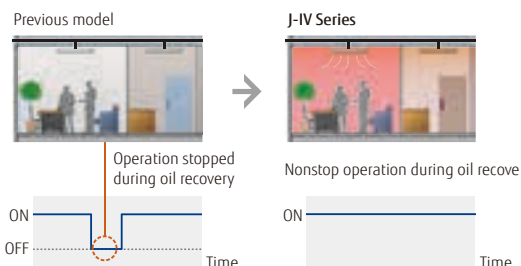 Previous model
Operation stopped
during oil recovery
ON
OFF
Time
J-IV Series
Nonstop operation during oil recove
ON
Time